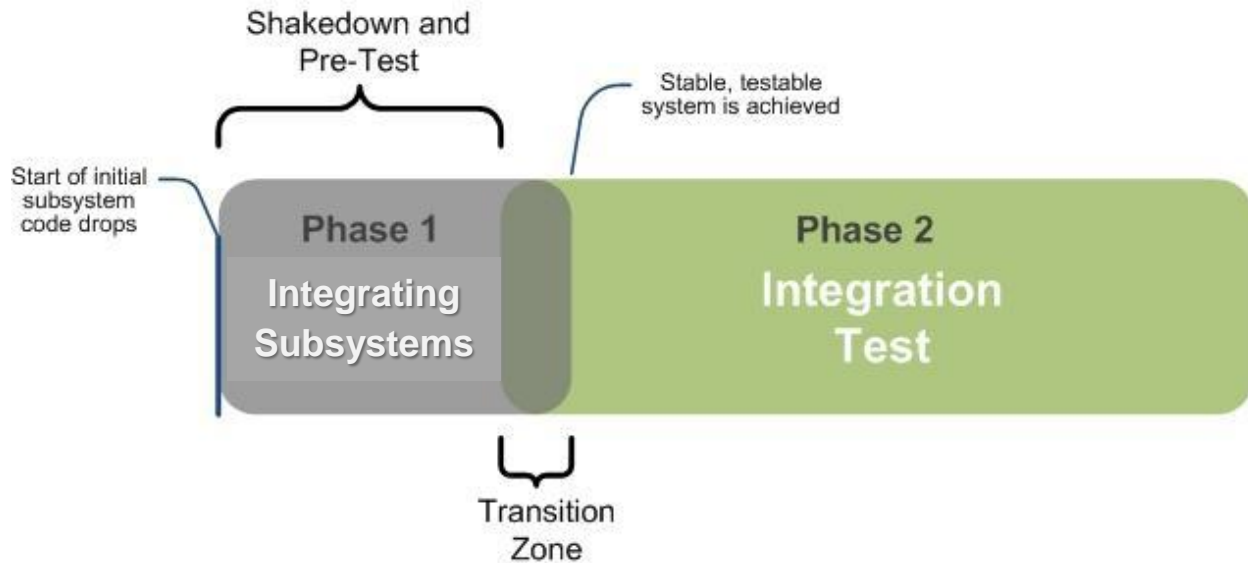 Shakedown and
Pre-Test
Stable, testable
system is achieved
Start of initial
subsystem
code drops
Phase 1
Integrating
Subsystems
Phase 2
Integration
Test
Transition
Zone